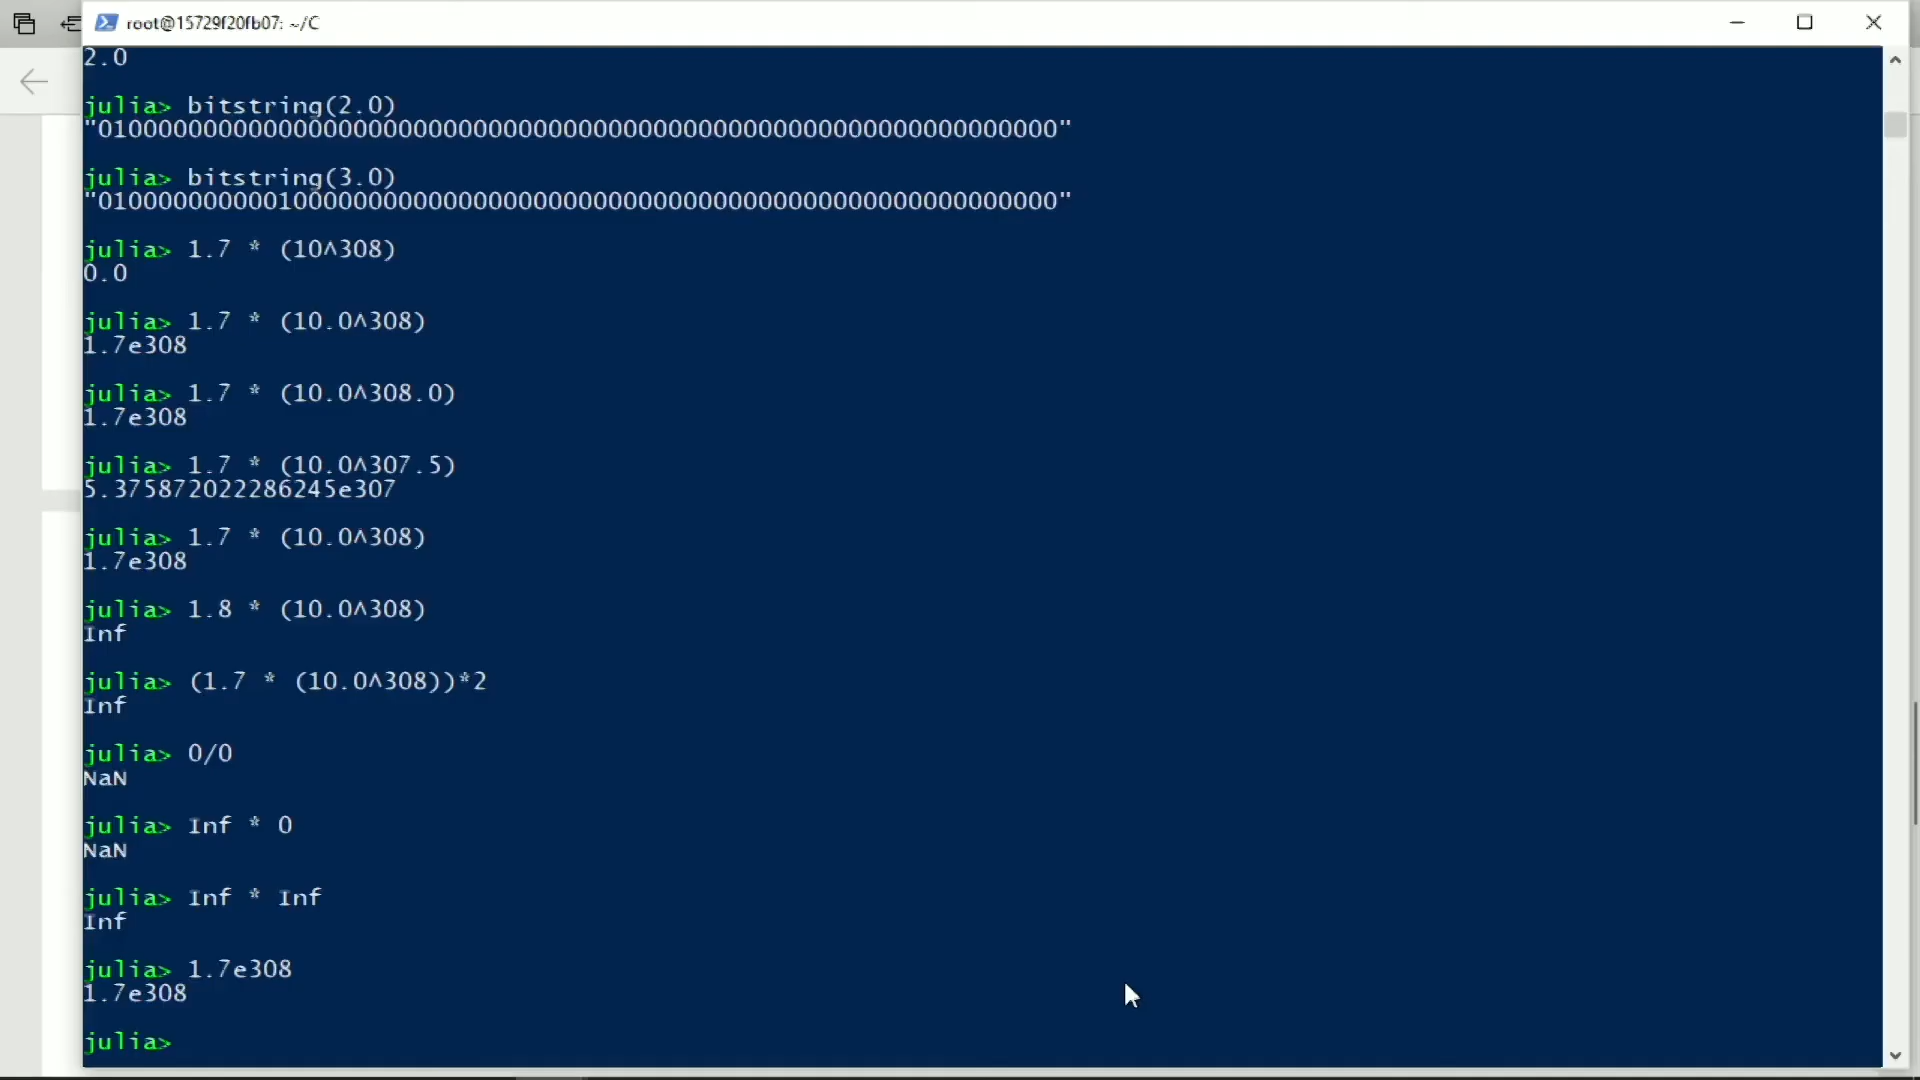 root@15729f20fb07: ~/C
2.0
julia> bitstring(2.0)
"0100000000000000000000000000000000000000000000000000000000000000"
julia> bitstring(3.0)
"0100000000001000000000000000000000000000000000000000000000000000"
julia> 1.7 * (10^308)
0.0
julia> 1.7 * (10.0^308)
1.7e308
julia> 1.7 * (10.0^308.0)
1.7e308
julia> 1.7 * (10.0^307.5)
5.375872022286245e307
julia> 1.7 * (10.0^308)
1.7e308
julia> 1.8 * (10.0^308)
Inf
julia> (1.7 * (10.0^308))*2
Inf
julia> 0/0
NaN
julia> Inf * 0
NaN
julia> Inf * Inf
Inf
julia> 1.7e308
1.7e308
julia>